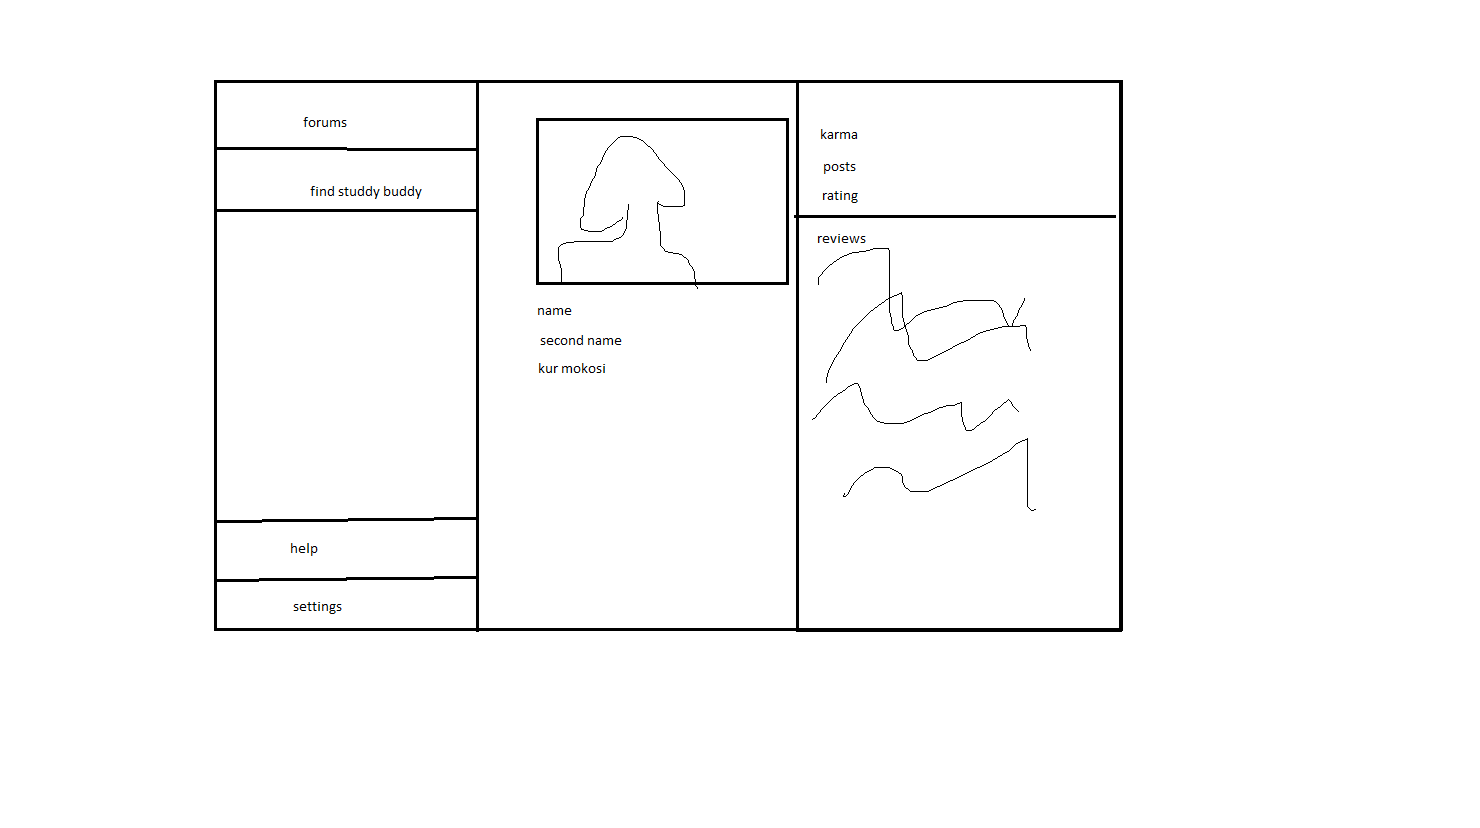 forums
find studdy buddy
help
settings
name
second name
kur mokosi
karma
posts
rating
reviews